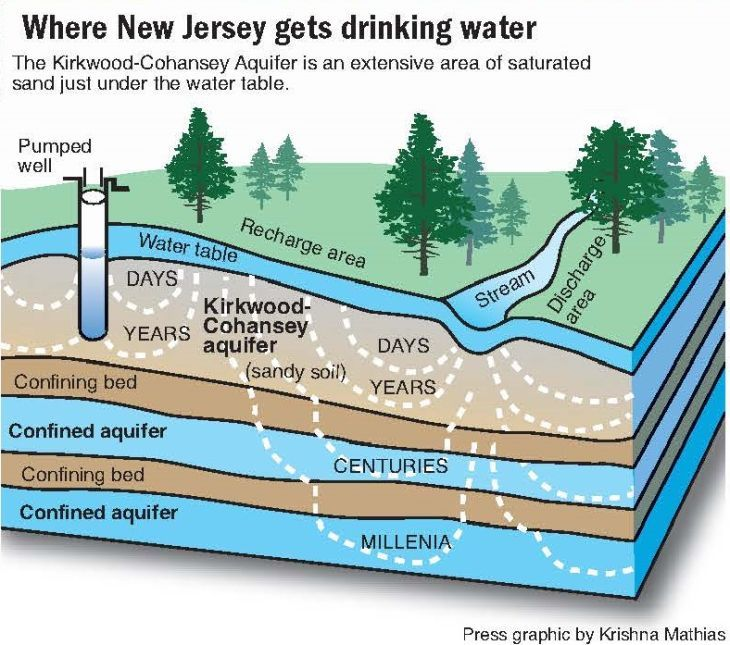 Where New Jersey gets drinking water
The Kirkwood-Cohansey Aquifer is an extensive area of saturated
sand just under the water table.
Pumped
well
Water table
Recharge area
Stream
Discharge
area
DAYS
YEARS
Kirkwood-
Cohansey
aquifer
(sandy soil)
DAYS
YEARS
Confining bed
Confined aquifer
CENTURIES
Confining bed
Confined aquifer
MILLENIA
Press graphic by Krishna Mathias